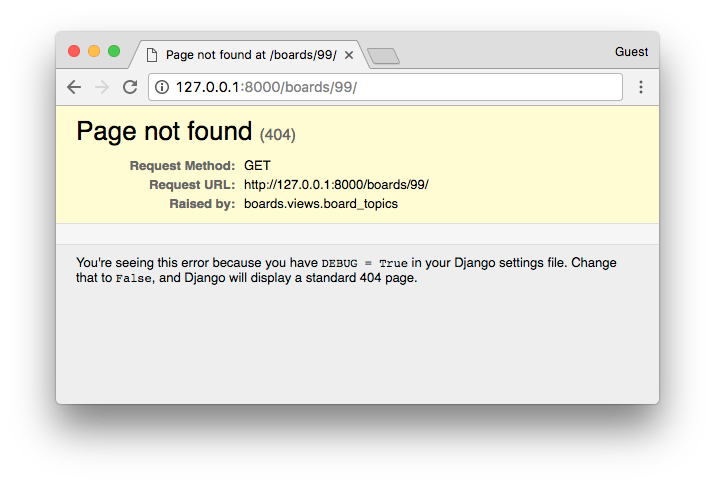 Page not found at /boards/99/
Guest
127.0.0.1:8000/boards/99/
Page not found (404)
Request Method: GET
Request URL: http://127.0.0.1:8000/boards/99/
Raised by: boards.views.board_topics
You're seeing this error because you have DEBUG = True in your Django settings file. Change
that to False, and Django will display a standard 404 page.